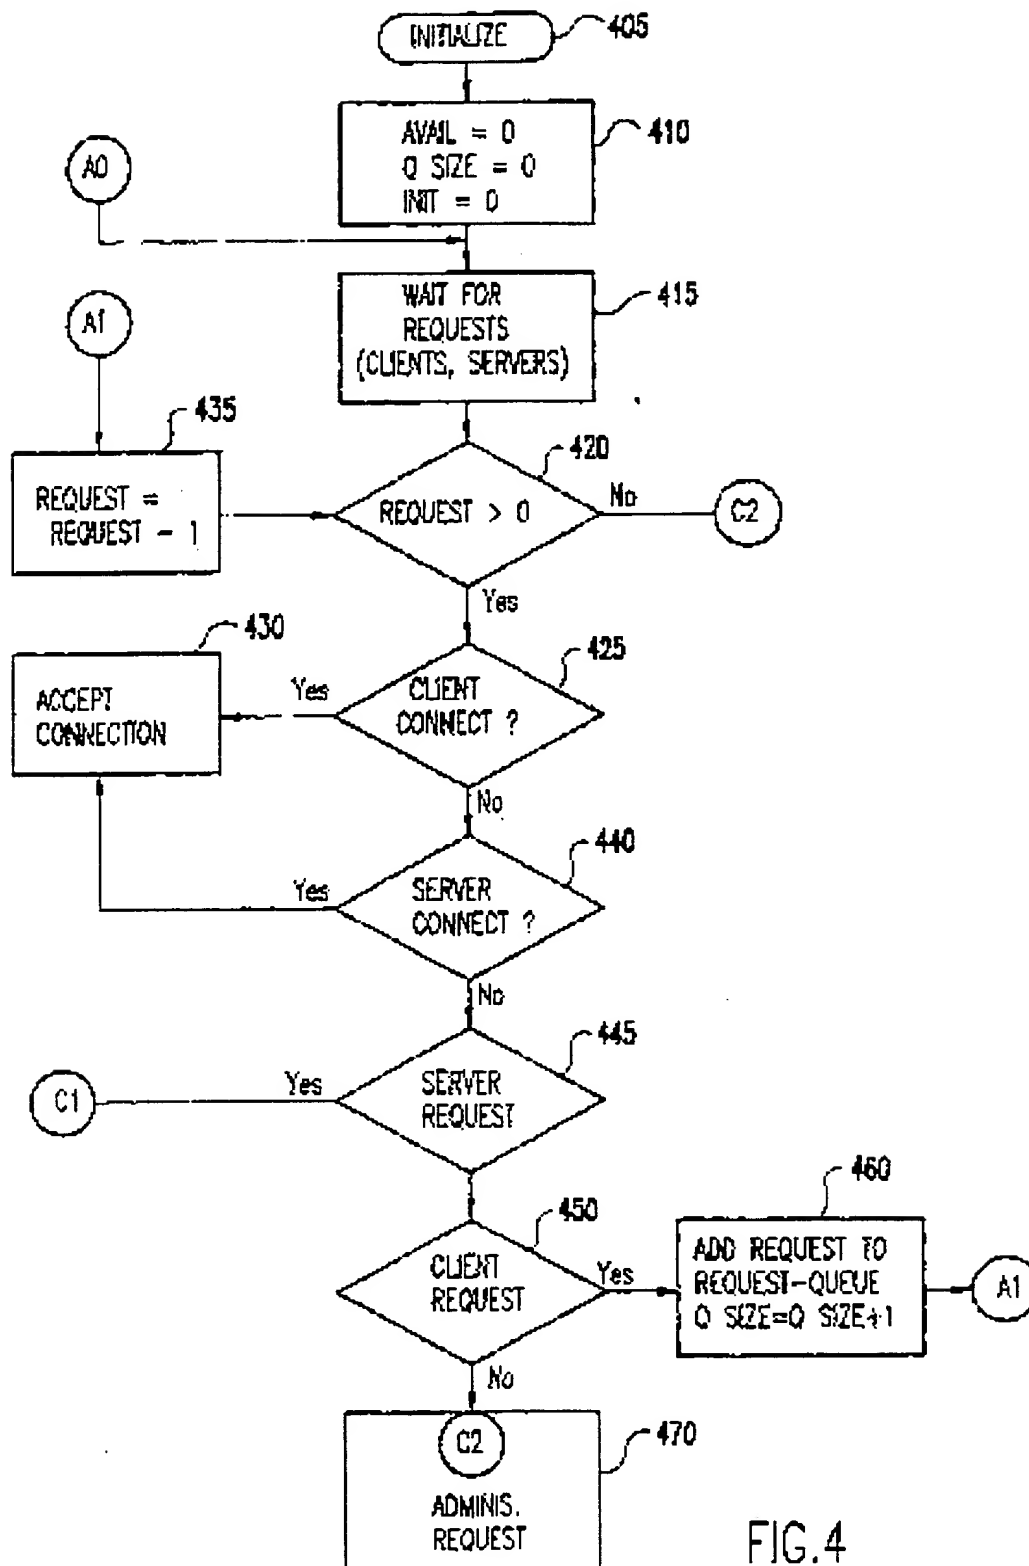 INITIALIZE
405
AVAIL = 0
Q SIZE = 0
INIT = 0
410
A0
WAIT FOR
REQUESTS
(CLIENTS, SERVERS)
415
A1
435
REQUEST =
REQUEST - 1
420
REQUEST > 0
No
C2
Yes
430
ACCEPT
CONNECTION
Yes
425
CLIENT
CONNECT ?
No
440
Yes
SERVER
CONNECT ?
No
445
C1
Yes
SERVER
REQUEST
450
CLIENT
REQUEST
Yes
460
ADD REQUEST TO
REQUEST-QUEUE
Q SIZE=Q SIZE+1
A1
No
C2
470
ADMINIS.
REQUEST
FIG.4